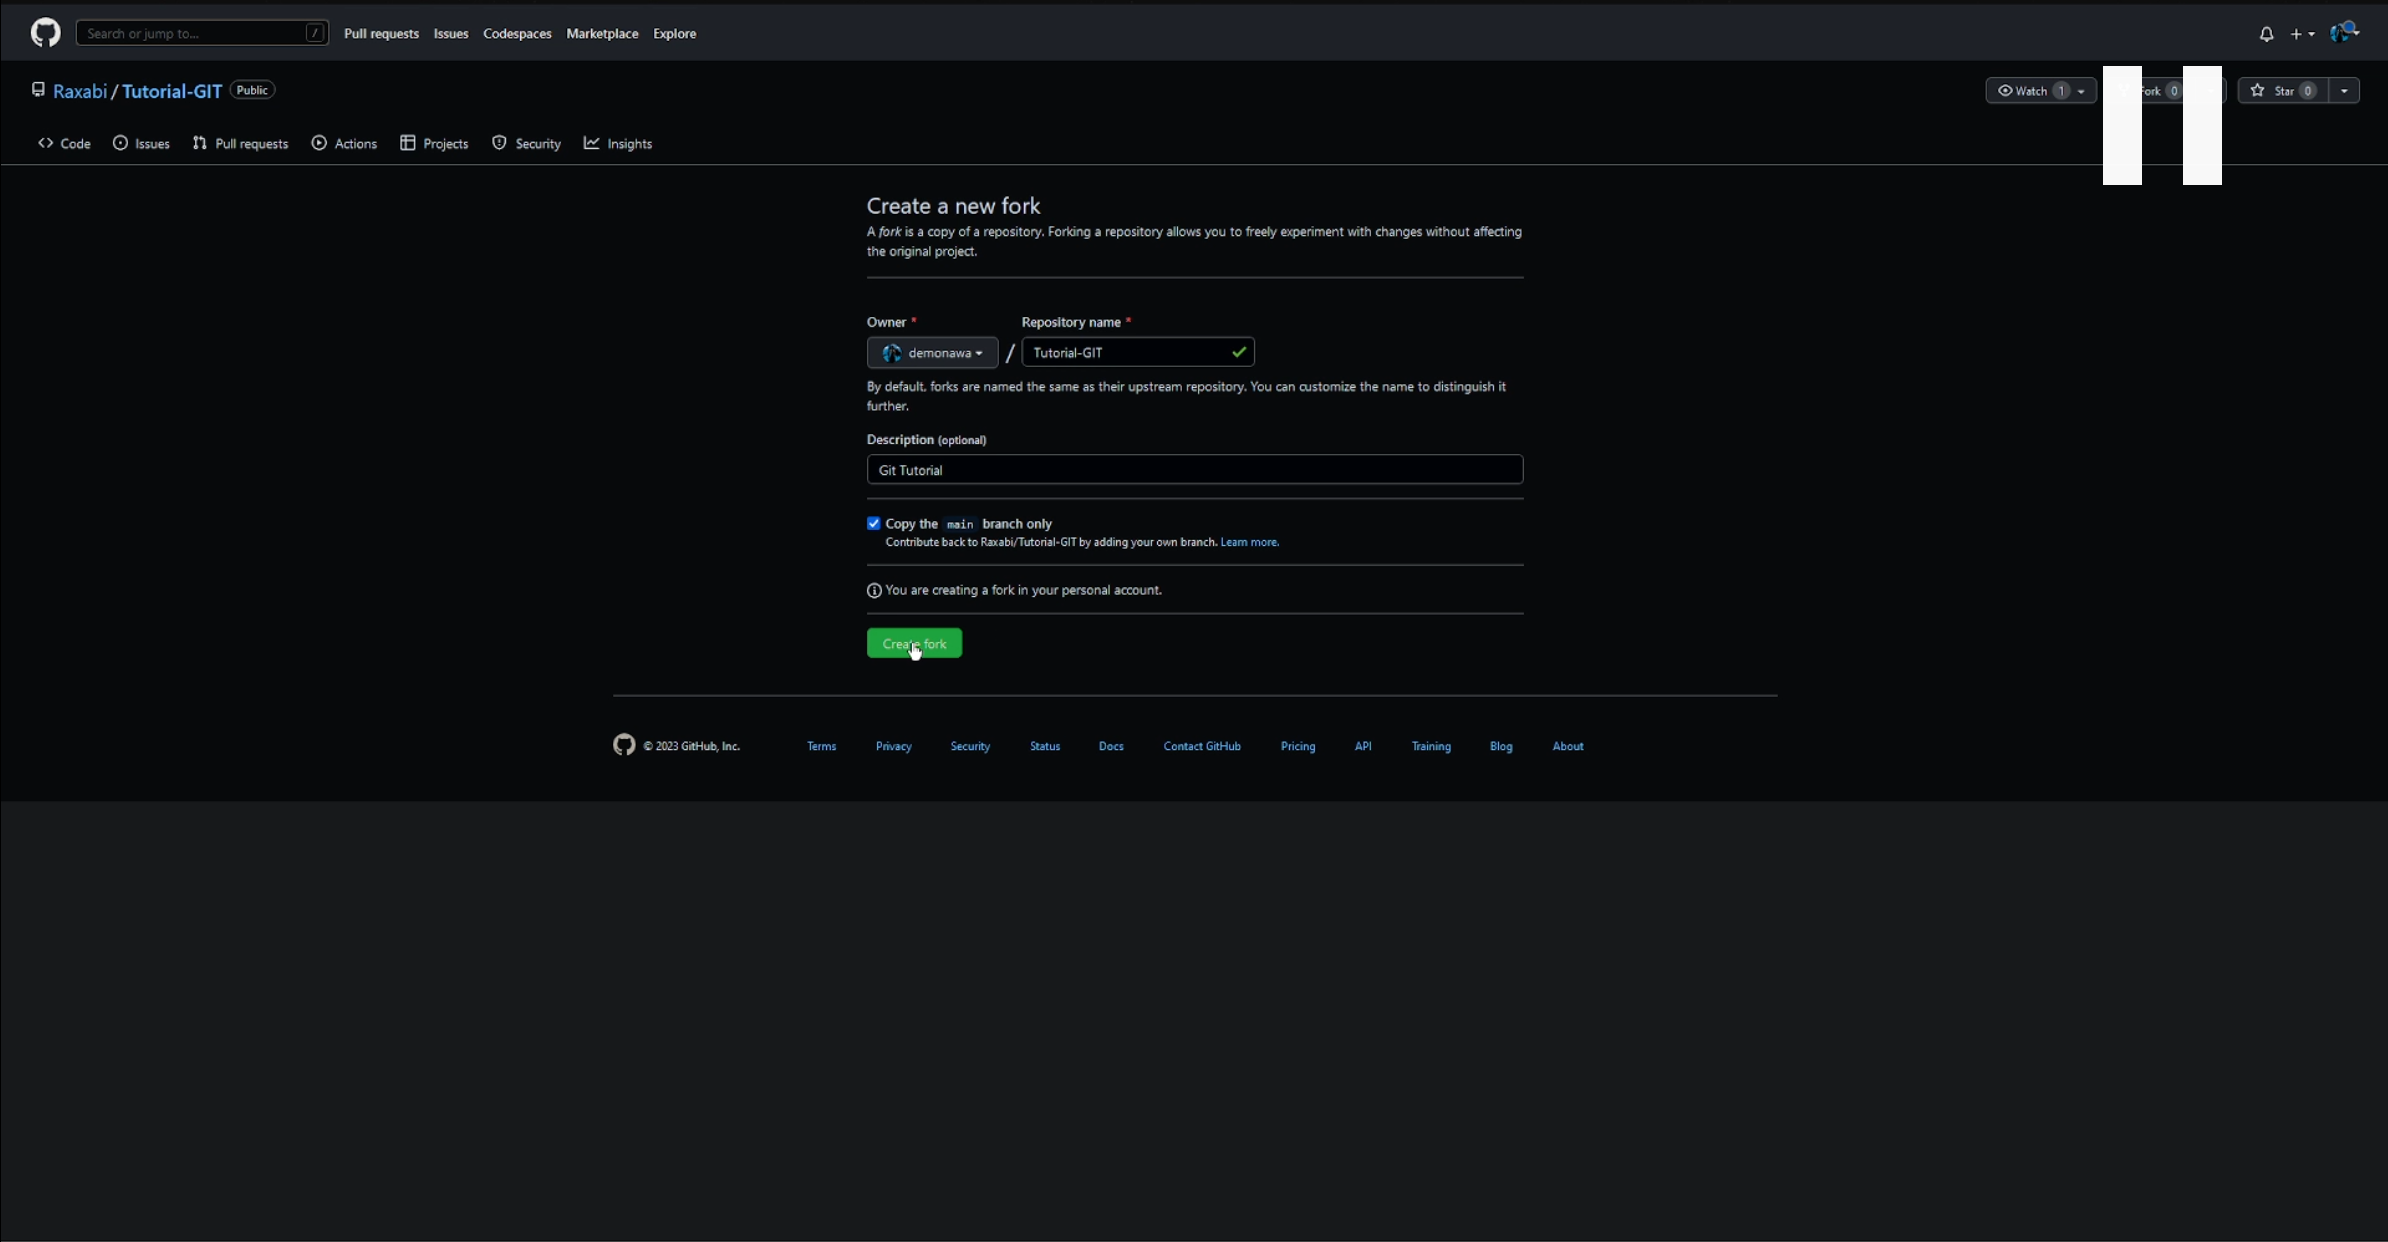 Search or jump to... / Pull requests Issues Codespaces Marketplace Explore
Raxabi / Tutorial-GIT Public Watch 1 Fork 0 Star 0
Code Issues Pull requests Actions Projects Security Insights
Create a new fork
A fork is a copy of a repository. Forking a repository allows you to freely experiment with changes without affecting
the original project.
Owner * Repository name *
demonawa / Tutorial-GIT
By default, forks are named the same as their upstream repository. You can customize the name to distinguish it
further.
Description (optional)
Git Tutorial
Copy the main branch only
Contribute back to Raxabi/Tutorial-GIT by adding your own branch. Learn more.
You are creating a fork in your personal account.
Create fork
© 2023 GitHub, Inc. Terms Privacy Security Status Docs Contact GitHub Pricing API Training Blog About